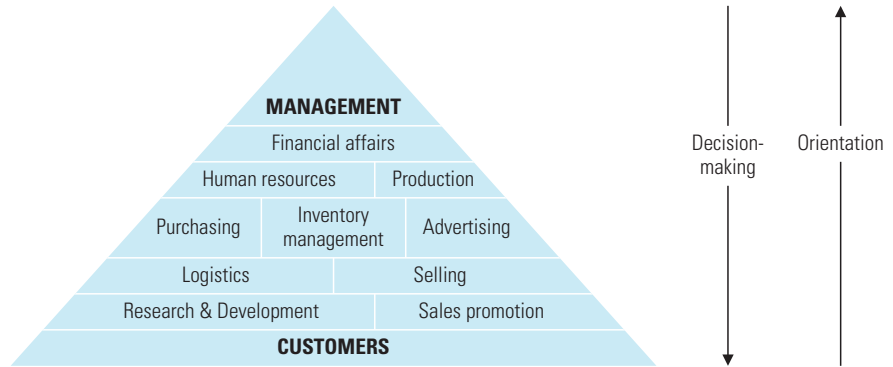 MANAGEMENT
Financial affairs
Human resources
Production
Purchasing
Inventory
management
Advertising
Logistics
Selling
Research & Development
Sales promotion
CUSTOMERS
Decision-
making
Orientation